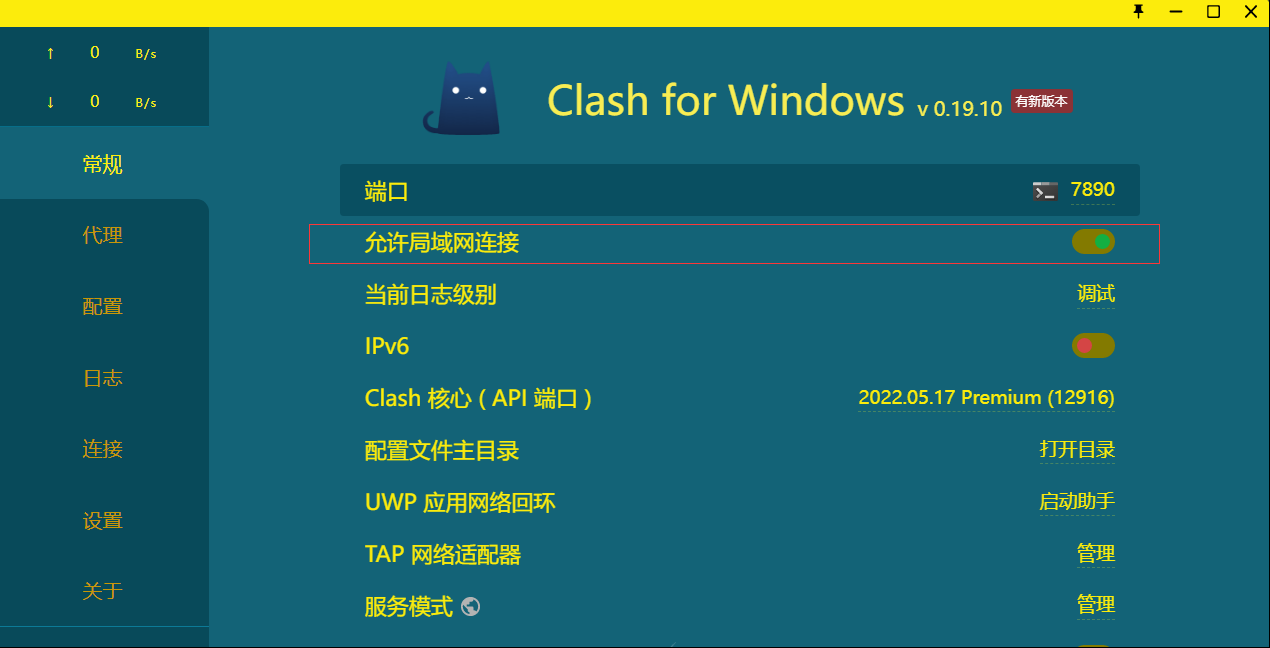 ↑ 0 B/s
↓ 0 B/s
常规
代理
配置
日志
连接
设置
关于
Clash for Windows v 0.19.10 有新版本
端口 7890
允许局域网连接
当前日志级别 调试
IPv6
Clash 核心 ( API 端口 ) 2022.05.17 Premium (12916)
配置文件主目录 打开目录
UWP 应用网络回环 启动助手
TAP 网络适配器 管理
服务模式 管理